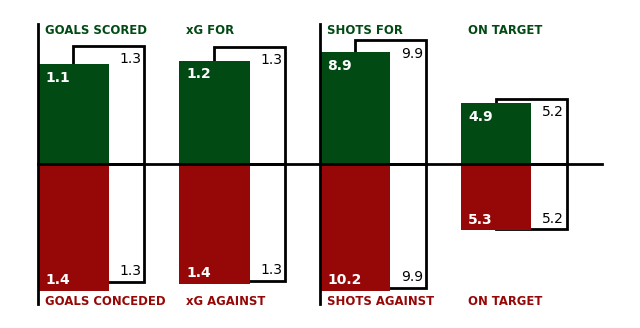 GOALS SCORED xG FOR SHOTS FOR ON TARGET
1.1 1.3 1.2 1.3 8.9 9.9 4.9 5.2
1.4 1.3 1.4 1.3 10.2 9.9 5.3 5.2
GOALS CONCEDED xG AGAINST SHOTS AGAINST ON TARGET